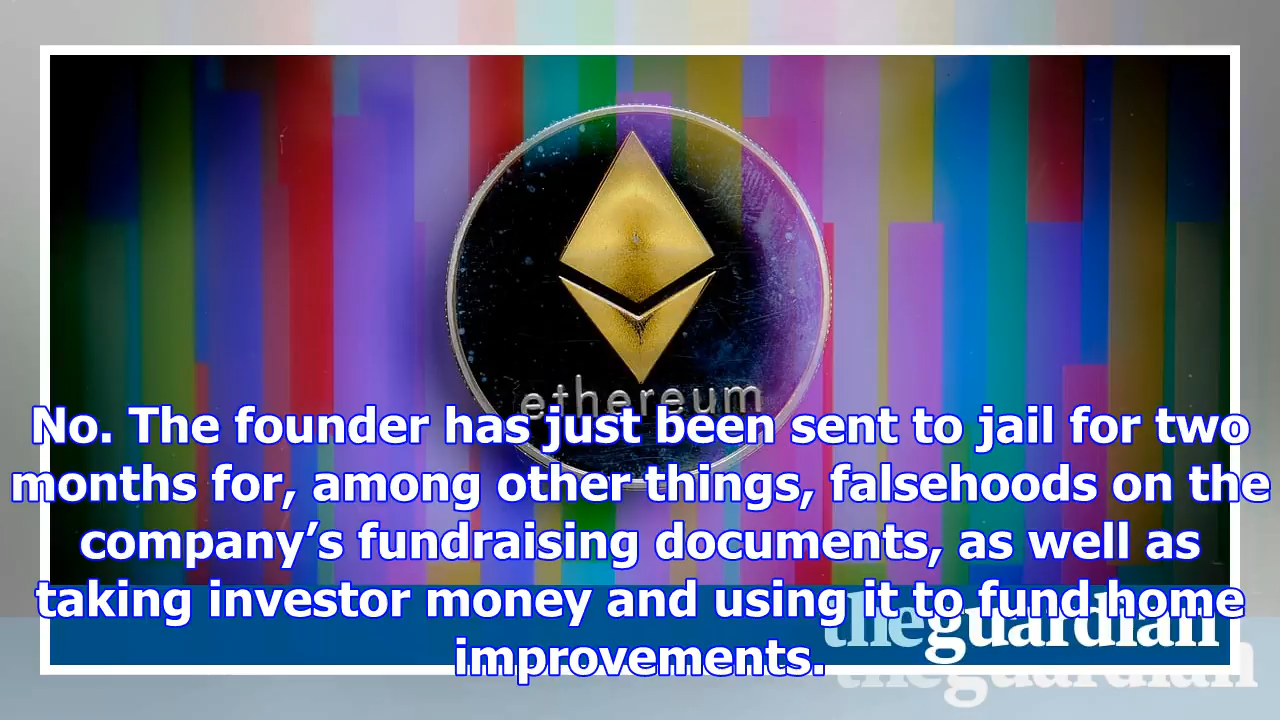 ethereum
No. The founder has just been sent to jail for two
months for, among other things, falsehoods on the
company’s fundraising documents, as well as
taking investor money and using it to fund home
improvements.
theguardian
theguardian